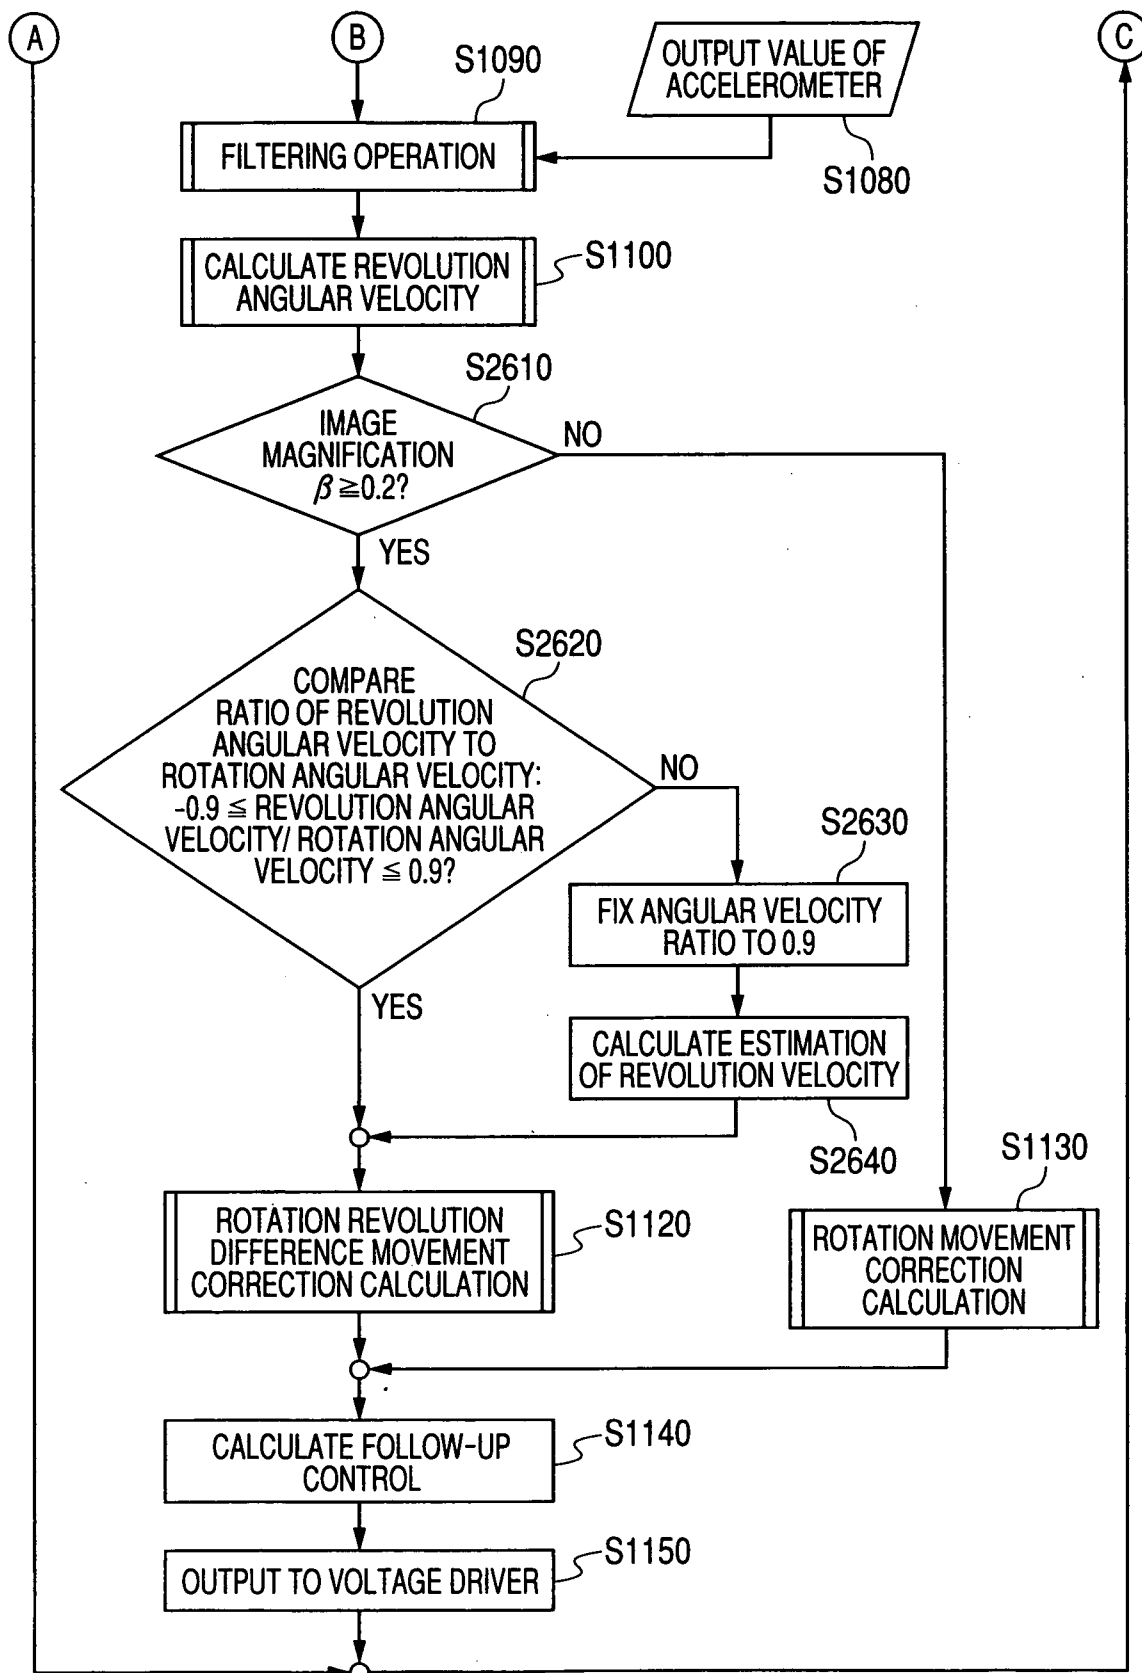 A
B
C
OUTPUT VALUE OF
ACCELEROMETER
S1080
S1090
FILTERING OPERATION
CALCULATE REVOLUTION
ANGULAR VELOCITY
S1100
S2610
IMAGE
MAGNIFICATION
β ≧0.2?
NO
YES
S2620
COMPARE
RATIO OF REVOLUTION
ANGULAR VELOCITY TO
ROTATION ANGULAR VELOCITY:
-0.9 ≦ REVOLUTION ANGULAR
VELOCITY/ ROTATION ANGULAR
VELOCITY ≦ 0.9?
NO
YES
S2630
FIX ANGULAR VELOCITY
RATIO TO 0.9
CALCULATE ESTIMATION
OF REVOLUTION VELOCITY
S2640
S1130
ROTATION MOVEMENT
CORRECTION
CALCULATION
ROTATION REVOLUTION
DIFFERENCE MOVEMENT
CORRECTION CALCULATION
S1120
CALCULATE FOLLOW-UP
CONTROL
S1140
OUTPUT TO VOLTAGE DRIVER
S1150